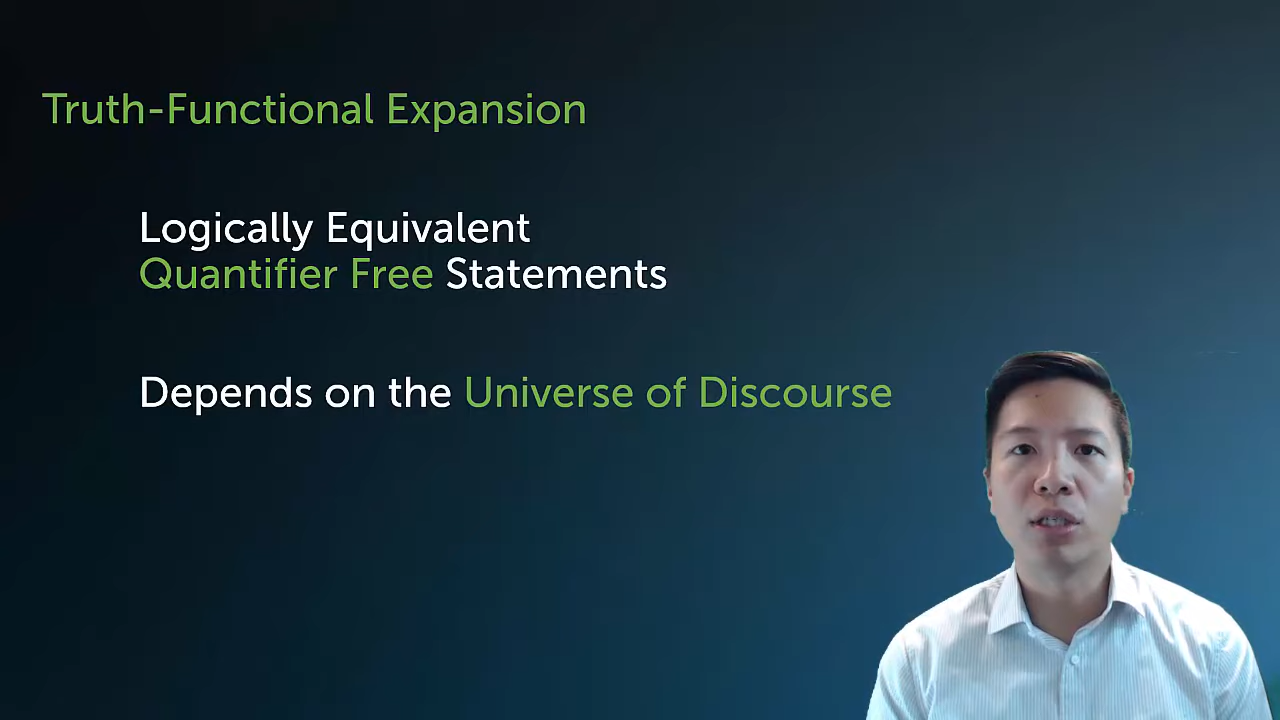 Truth-Functional Expansion
Logically Equivalent
Quantifier Free Statements
Depends on the Universe of Discourse